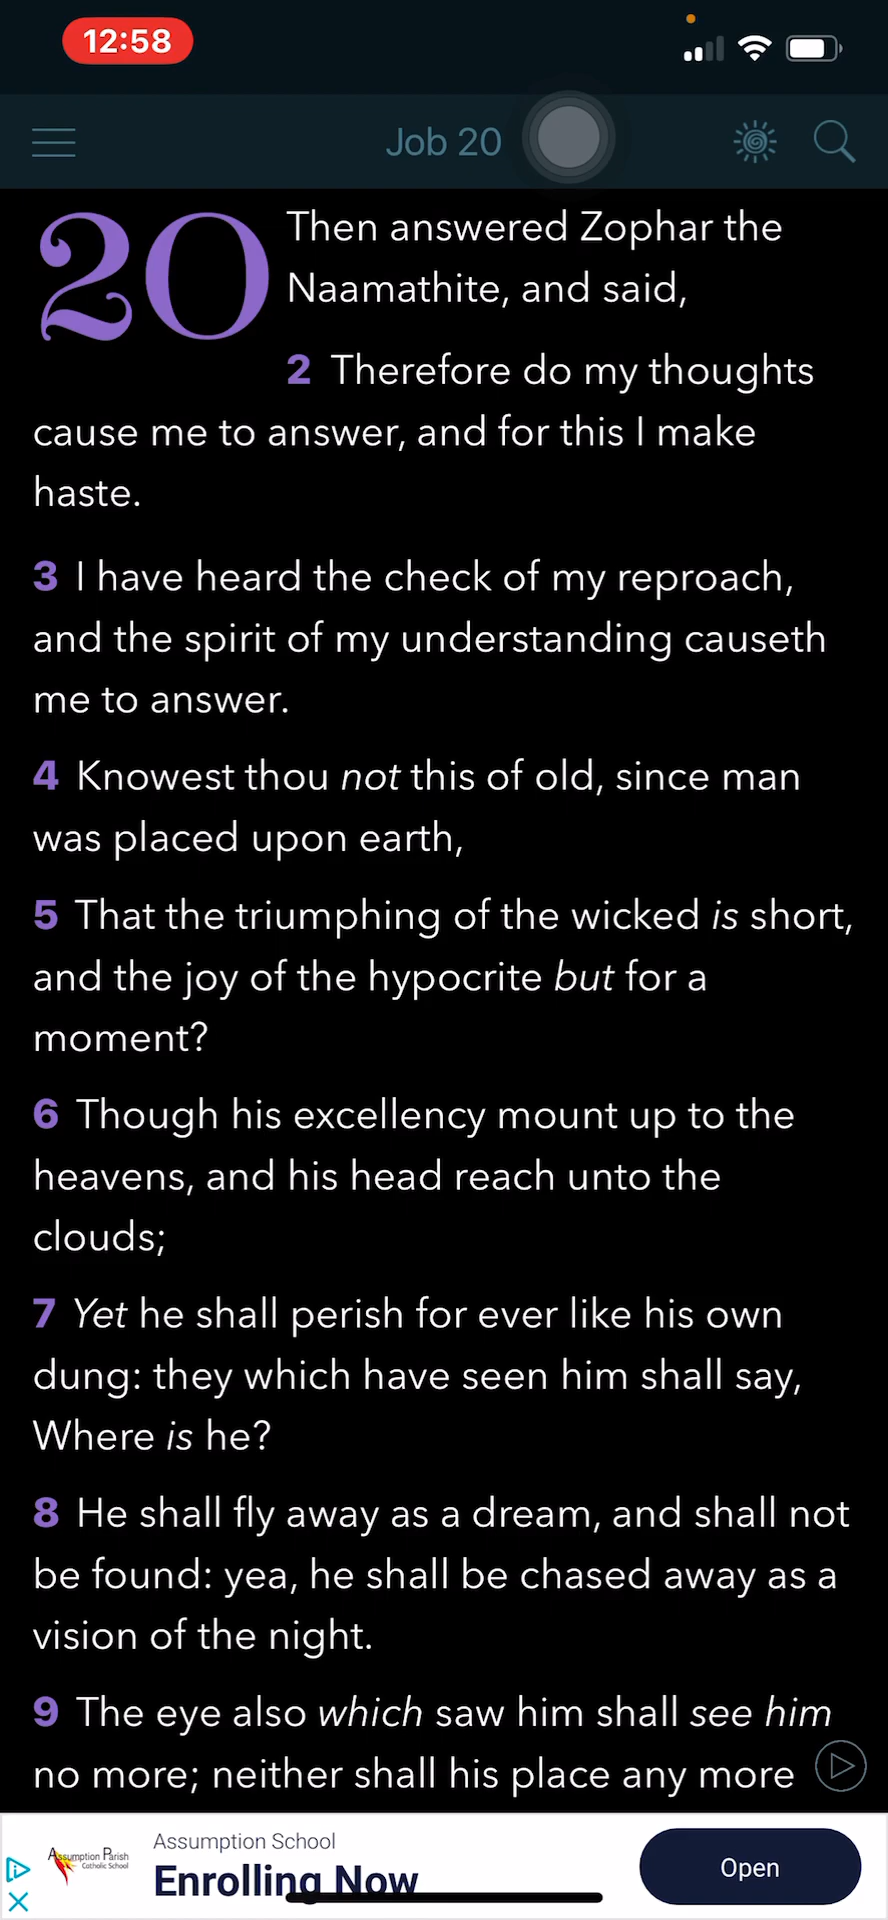 12:58
Job 20
20 Then answered Zophar the
Naamathite, and said,
2 Therefore do my thoughts
cause me to answer, and for this I make
haste.
3 I have heard the check of my reproach,
and the spirit of my understanding causeth
me to answer.
4 Knowest thou not this of old, since man
was placed upon earth,
5 That the triumphing of the wicked is short,
and the joy of the hypocrite but for a
moment?
6 Though his excellency mount up to the
heavens, and his head reach unto the
clouds;
7 Yet he shall perish for ever like his own
dung: they which have seen him shall say,
Where is he?
8 He shall fly away as a dream, and shall not
be found: yea, he shall be chased away as a
vision of the night.
9 The eye also which saw him shall see him
no more; neither shall his place any more
Assumption Parish
Catholic School
Assumption School
Enrolling Now
Open